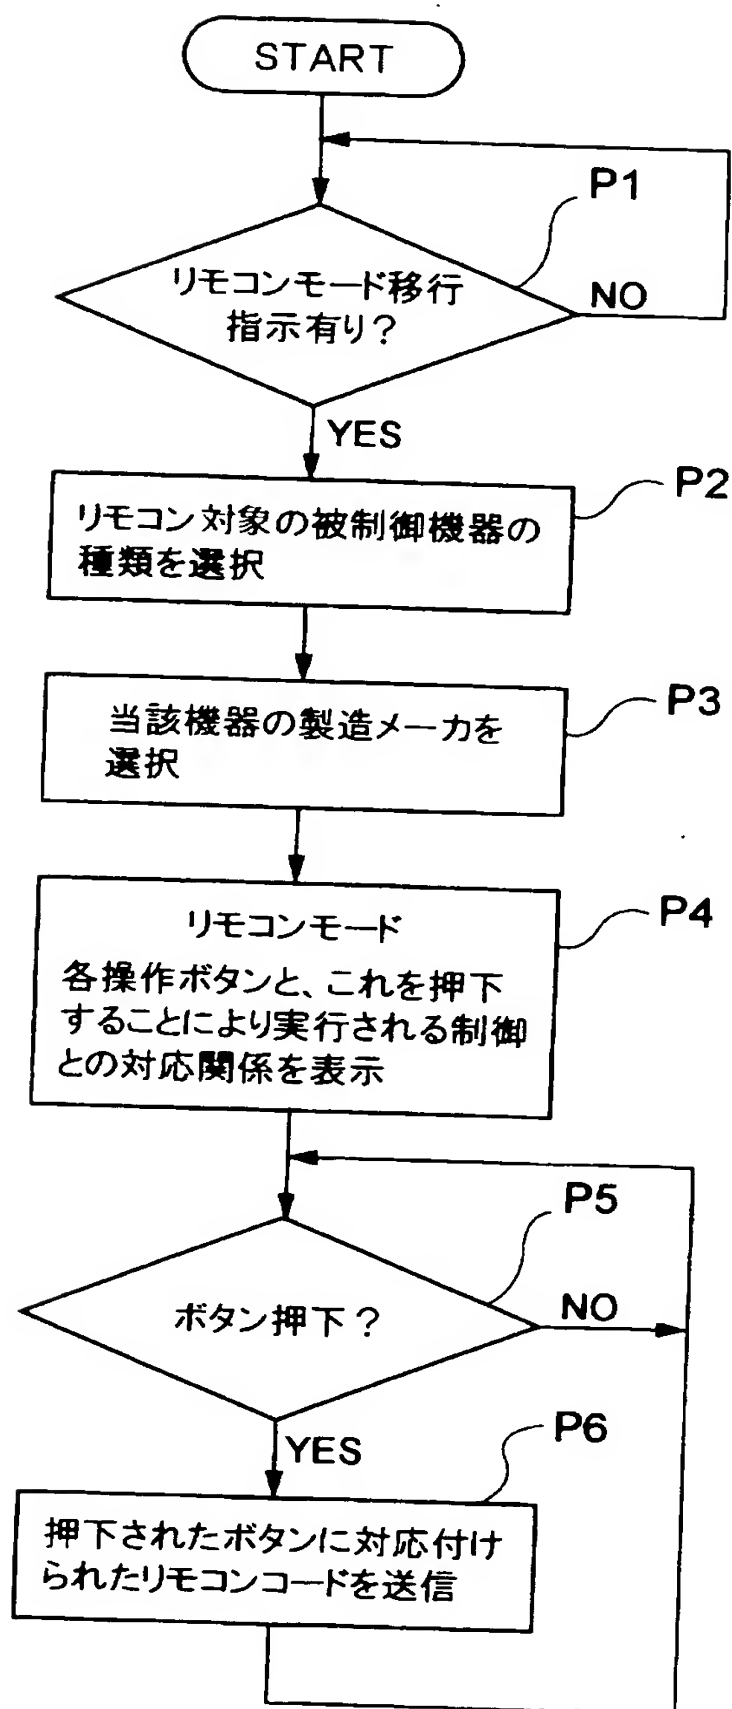 START
P1
リモコンモード移行
指示有り?
NO
YES
P2
リモコン対象の被制御機器の
種類を選択
P3
当該機器の製造メーカを
選択
P4
リモコンモード
各操作ボタンと、これを押下
することにより実行される制御
との対応関係を表示
P5
ボタン押下?
NO
YES
P6
押下されたボタンに対応付け
られたリモコンコードを送信